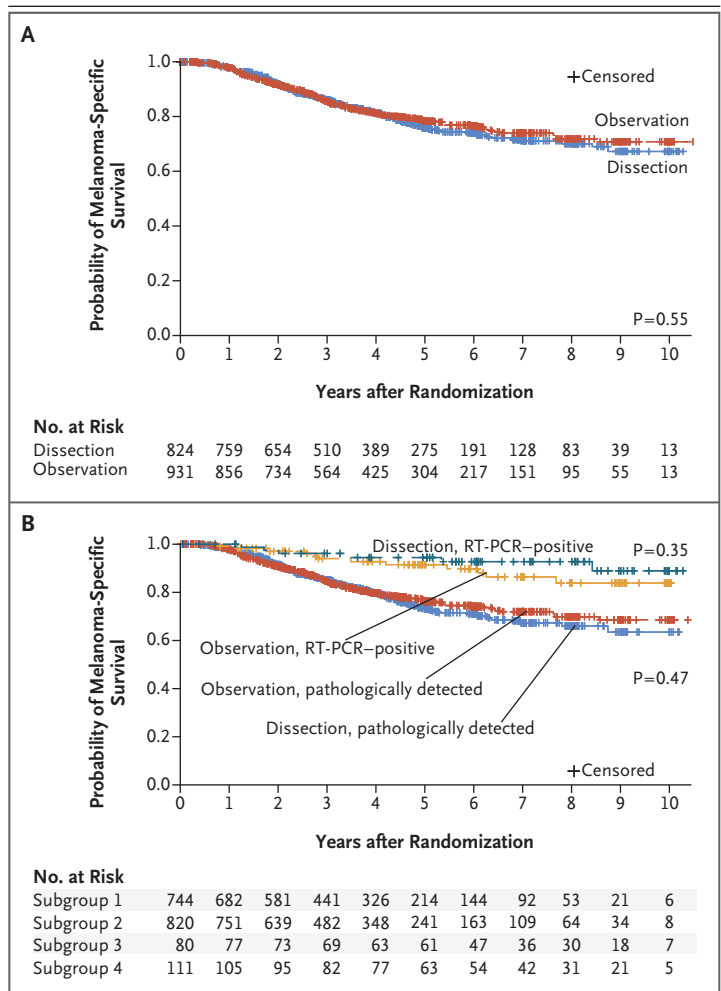 A
1.0
0.8
0.6
0.4
0.2
0.0
Probability of Melanoma-Specific
Survival
+Censored
Observation
Dissection
P=0.55
0 1 2 3 4 5 6 7 8 9 10
Years after Randomization
No. at Risk
Dissection 824 759 654 510 389 275 191 128 83 39 13
Observation 931 856 734 564 425 304 217 151 95 55 13
B
1.0
0.8
0.6
0.4
0.2
0.0
Probability of Melanoma-Specific
Survival
Dissection, RT-PCR–positive
P=0.35
Observation, RT-PCR–positive
Observation, pathologically detected
P=0.47
Dissection, pathologically detected
+Censored
0 1 2 3 4 5 6 7 8 9 10
Years after Randomization
No. at Risk
Subgroup 1 744 682 581 441 326 214 144 92 53 21 6
Subgroup 2 820 751 639 482 348 241 163 109 64 34 8
Subgroup 3 80 77 73 69 63 61 47 36 30 18 7
Subgroup 4 111 105 95 82 77 63 54 42 31 21 5